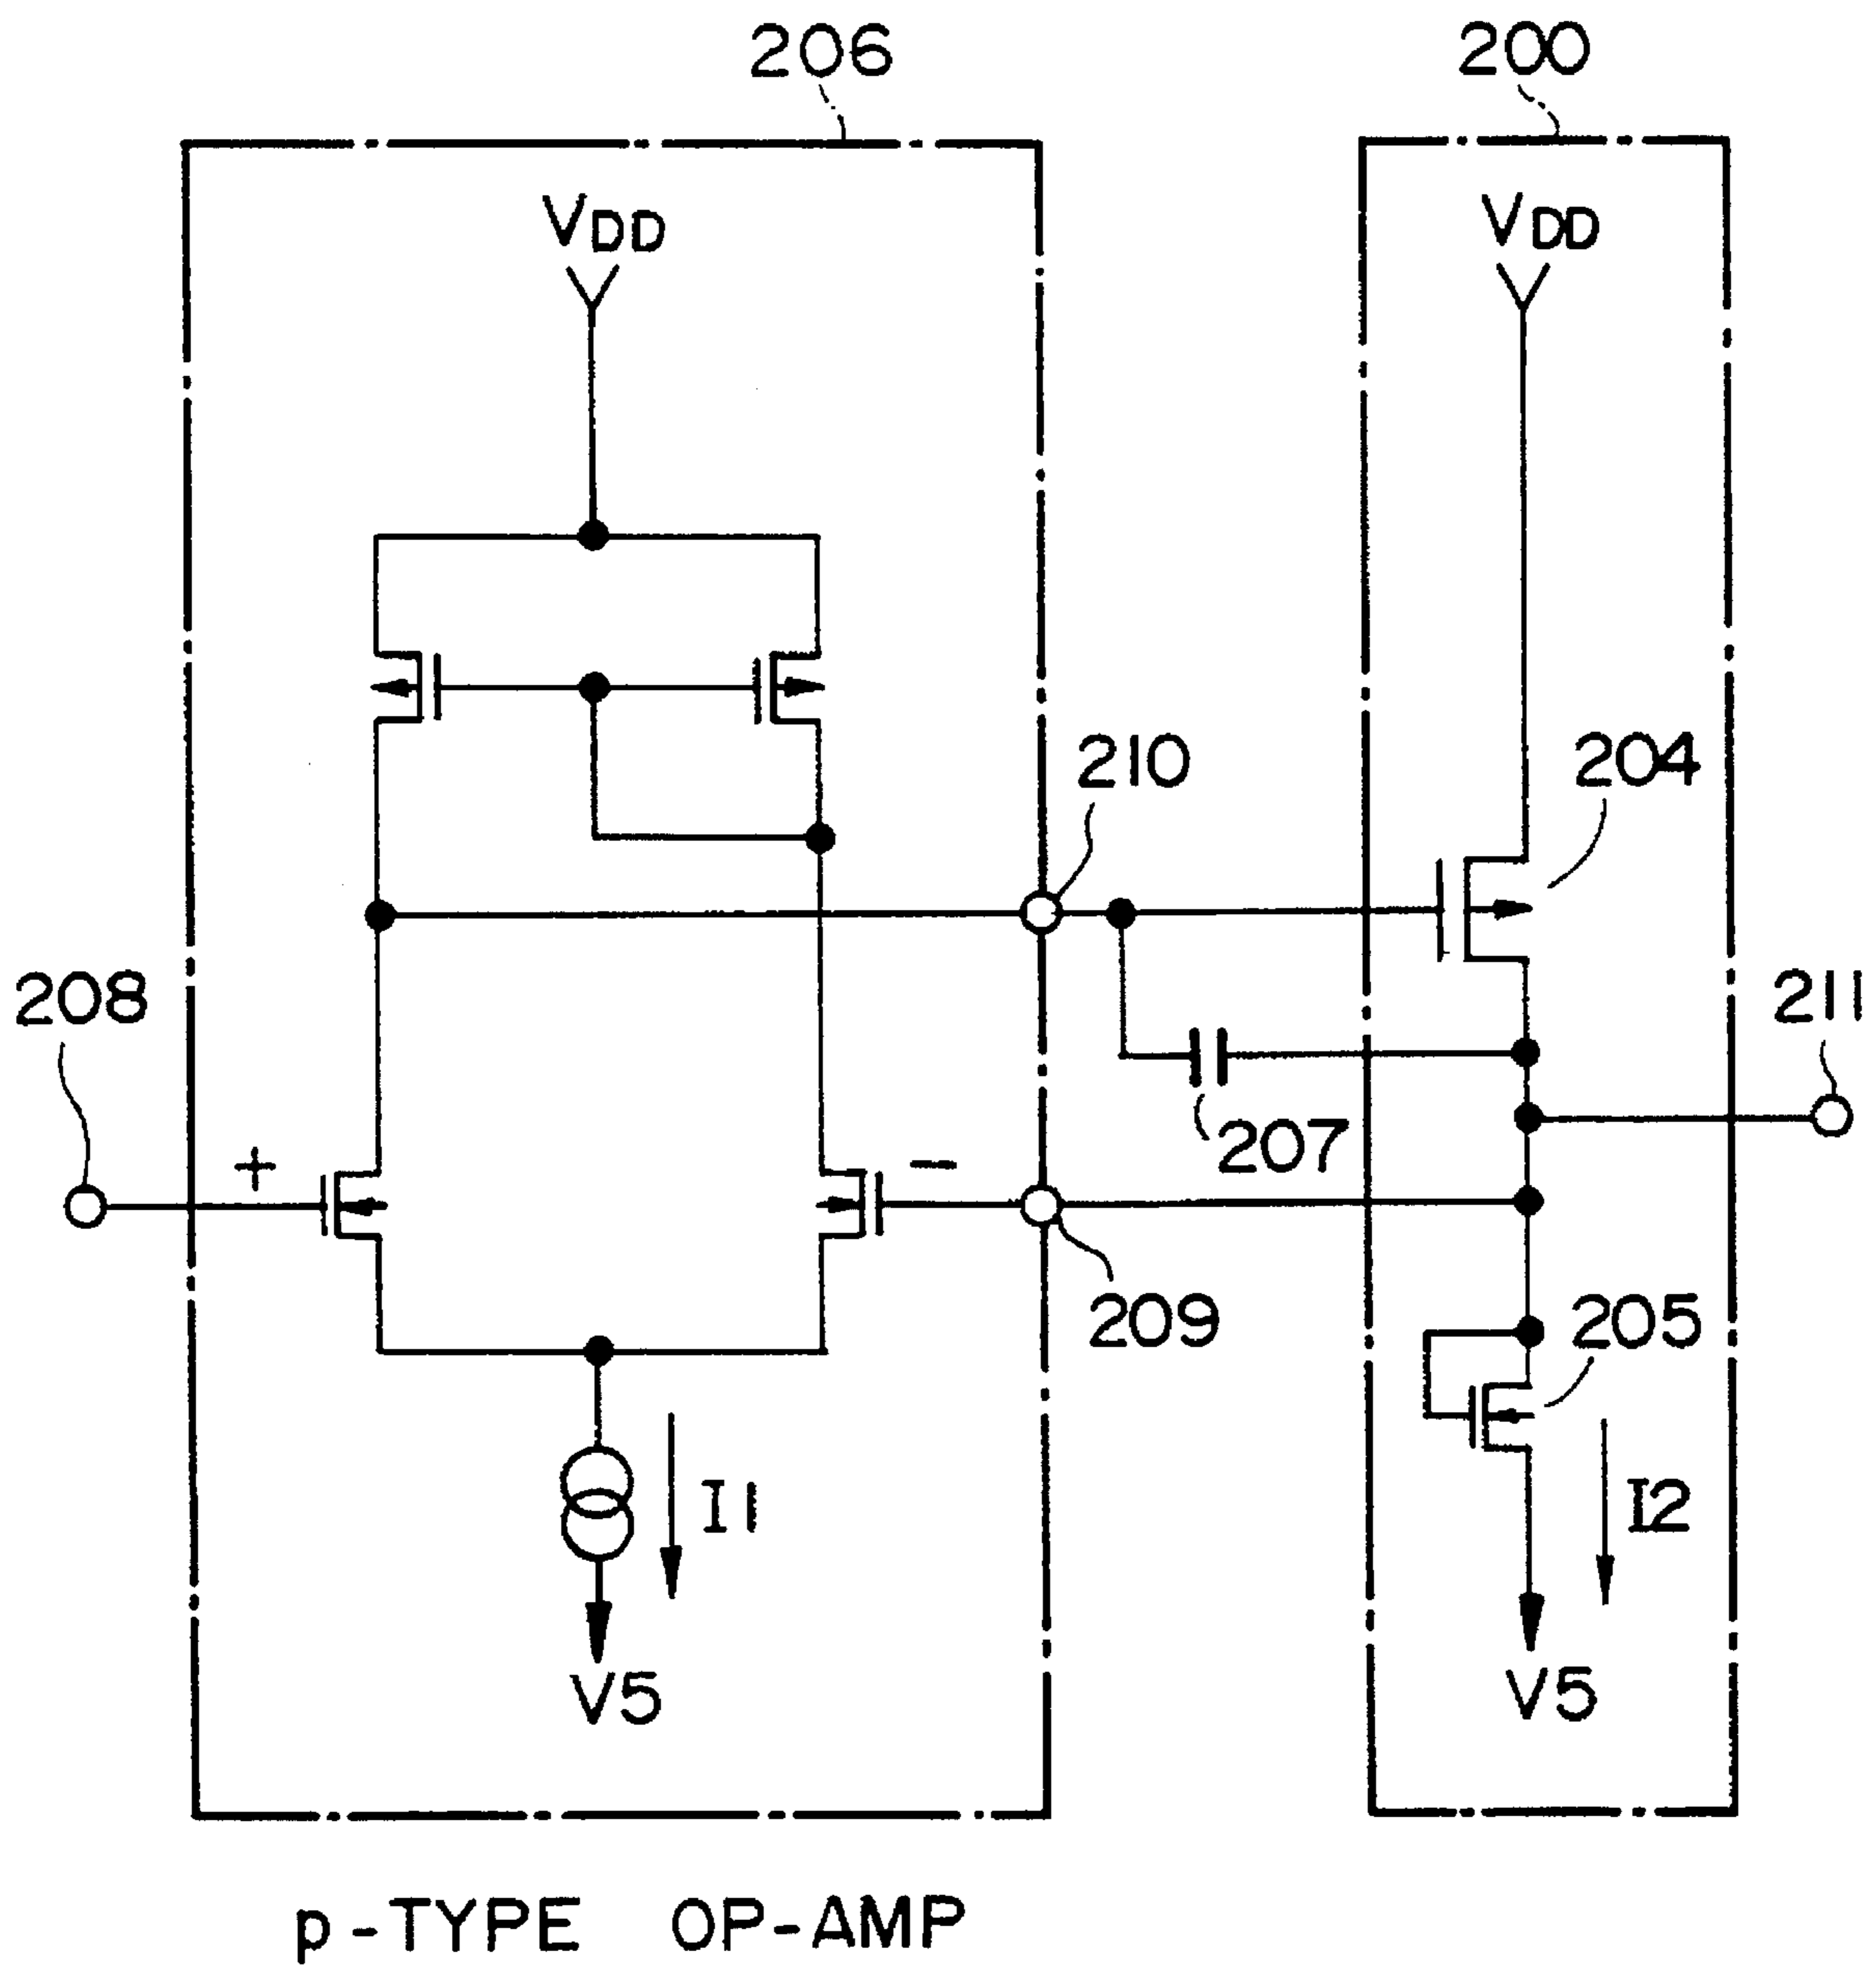 206
200
VDD
VDD
210
204
208
211
+
-
207
209
205
I1
I2
V5
V5
p-TYPE OP-AMP